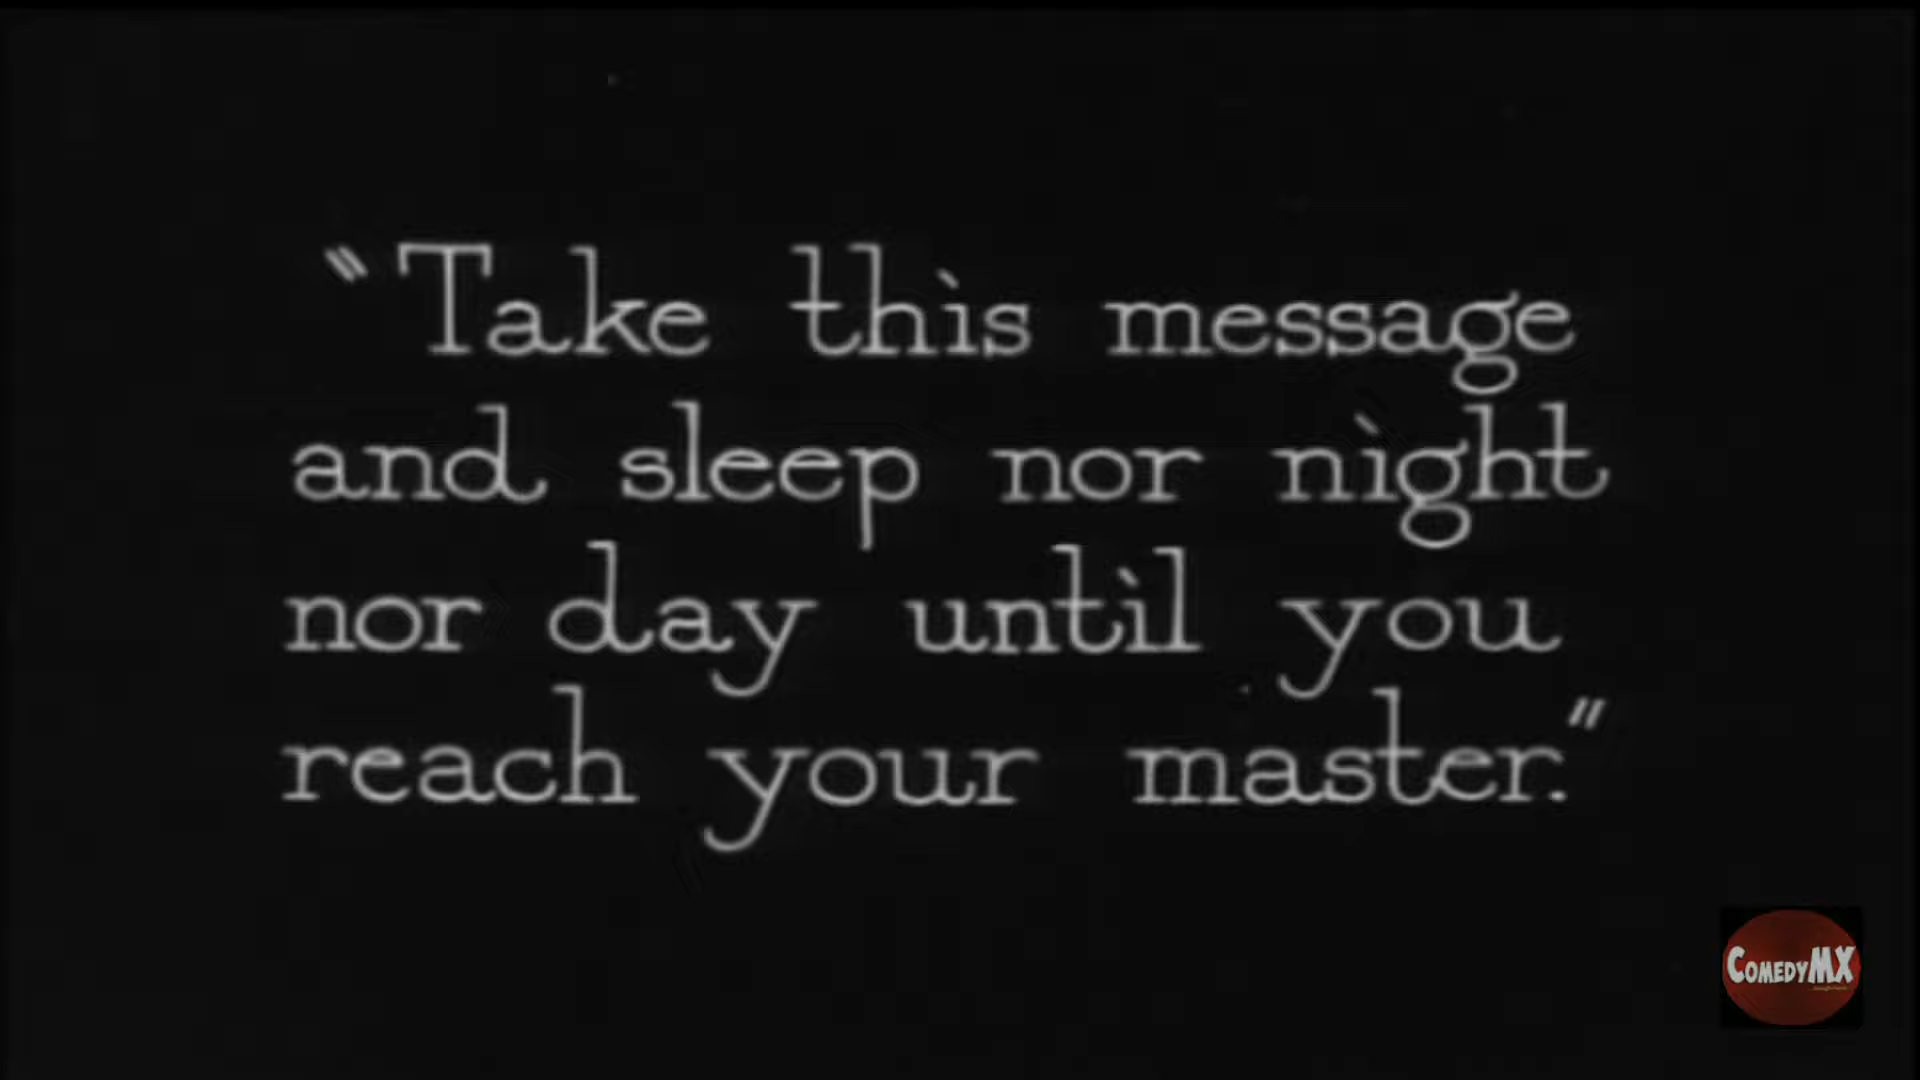 "Take this message
and sleep nor night
nor day until you
reach your master."
COMEDYMX